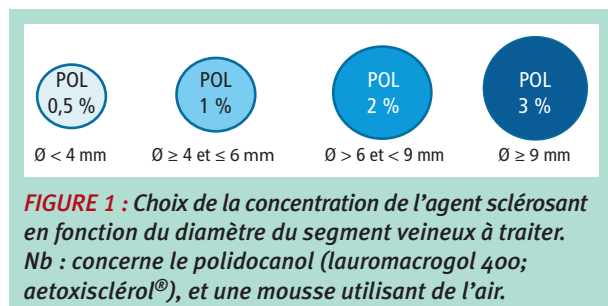 POL 0,5 %
POL 1 %
POL 2 %
POL 3 %
Ø < 4 mm
Ø ≥ 4 et ≤ 6 mm
Ø > 6 et < 9 mm
Ø ≥ 9 mm
FIGURE 1 : Choix de la concentration de l’agent sclérosant
en fonction du diamètre du segment veineux à traiter.
Nb : concerne le polidocanol (lauromacrogol 400;
aetoxisclérol®), et une mousse utilisant de l’air.